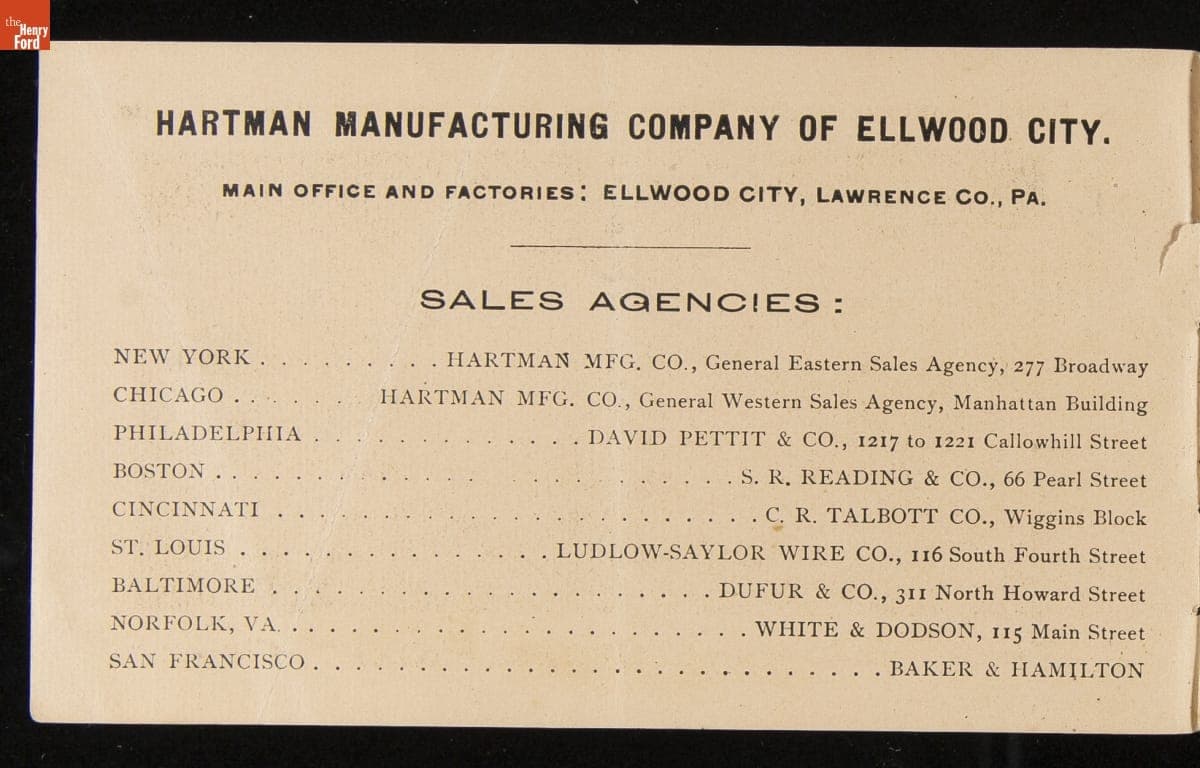 the
Henry
Ford
HARTMAN MANUFACTURING COMPANY OF ELLWOOD CITY.
MAIN OFFICE AND FACTORIES: ELLWOOD CITY, LAWRENCE CO., PA.
SALES AGENCIES:
NEW YORK . . . . . . . . . HARTMAN MFG. CO., General Eastern Sales Agency, 277 Broadway
CHICAGO . . . . . . . HARTMAN MFG. CO., General Western Sales Agency, Manhattan Building
PHILADELPHIA . . . . . . . . . . . . . DAVID PETTIT & CO., 1217 to 1221 Callowhill Street
BOSTON . . . . . . . . . . . . . . . . . . . . . . . . S. R. READING & CO., 66 Pearl Street
CINCINNATI . . . . . . . . . . . . . . . . . . . . . . . C. R. TALBOTT CO., Wiggins Block
ST. LOUIS . . . . . . . . . . . . . . . LUDLOW-SAYLOR WIRE CO., 116 South Fourth Street
BALTIMORE . . . . . . . . . . . . . . . . . . . . . DUFUR & CO., 311 North Howard Street
NORFOLK, VA. . . . . . . . . . . . . . . . . . . . . . . WHITE & DODSON, 115 Main Street
SAN FRANCISCO . . . . . . . . . . . . . . . . . . . . . . . . . . . . BAKER & HAMILTON